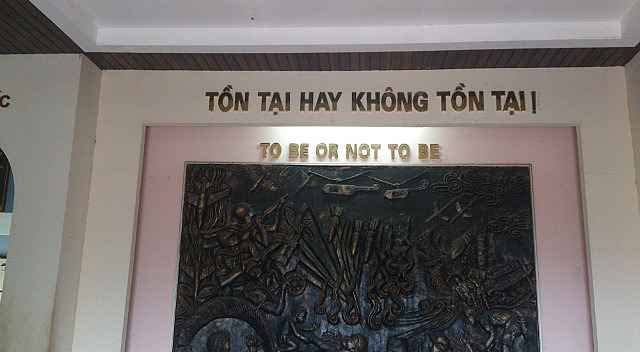 TỒN TẠI HAY KHÔNG TỒN TẠI!
TO BE OR NOT TO BE